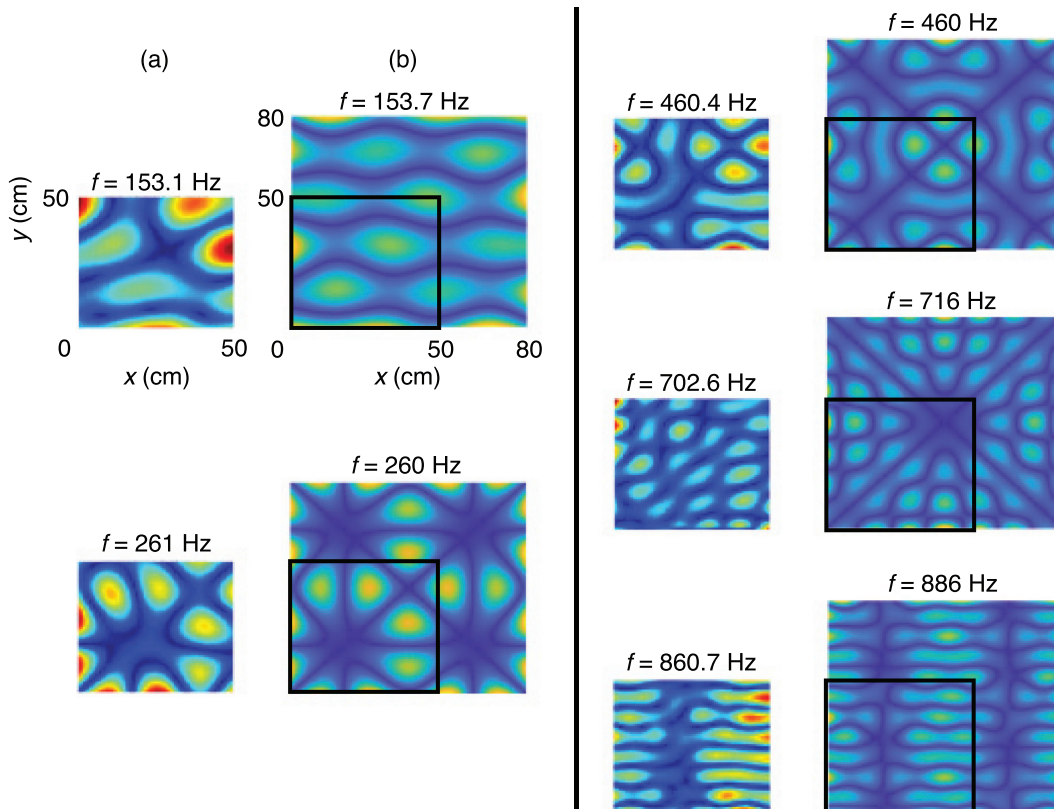 (a)
(b)
f = 153.1 Hz
50
y (cm)
0
50
x (cm)
f = 153.7 Hz
80
50
0
50
80
x (cm)
f = 261 Hz
f = 260 Hz
f = 460.4 Hz
f = 460 Hz
f = 702.6 Hz
f = 716 Hz
f = 860.7 Hz
f = 886 Hz